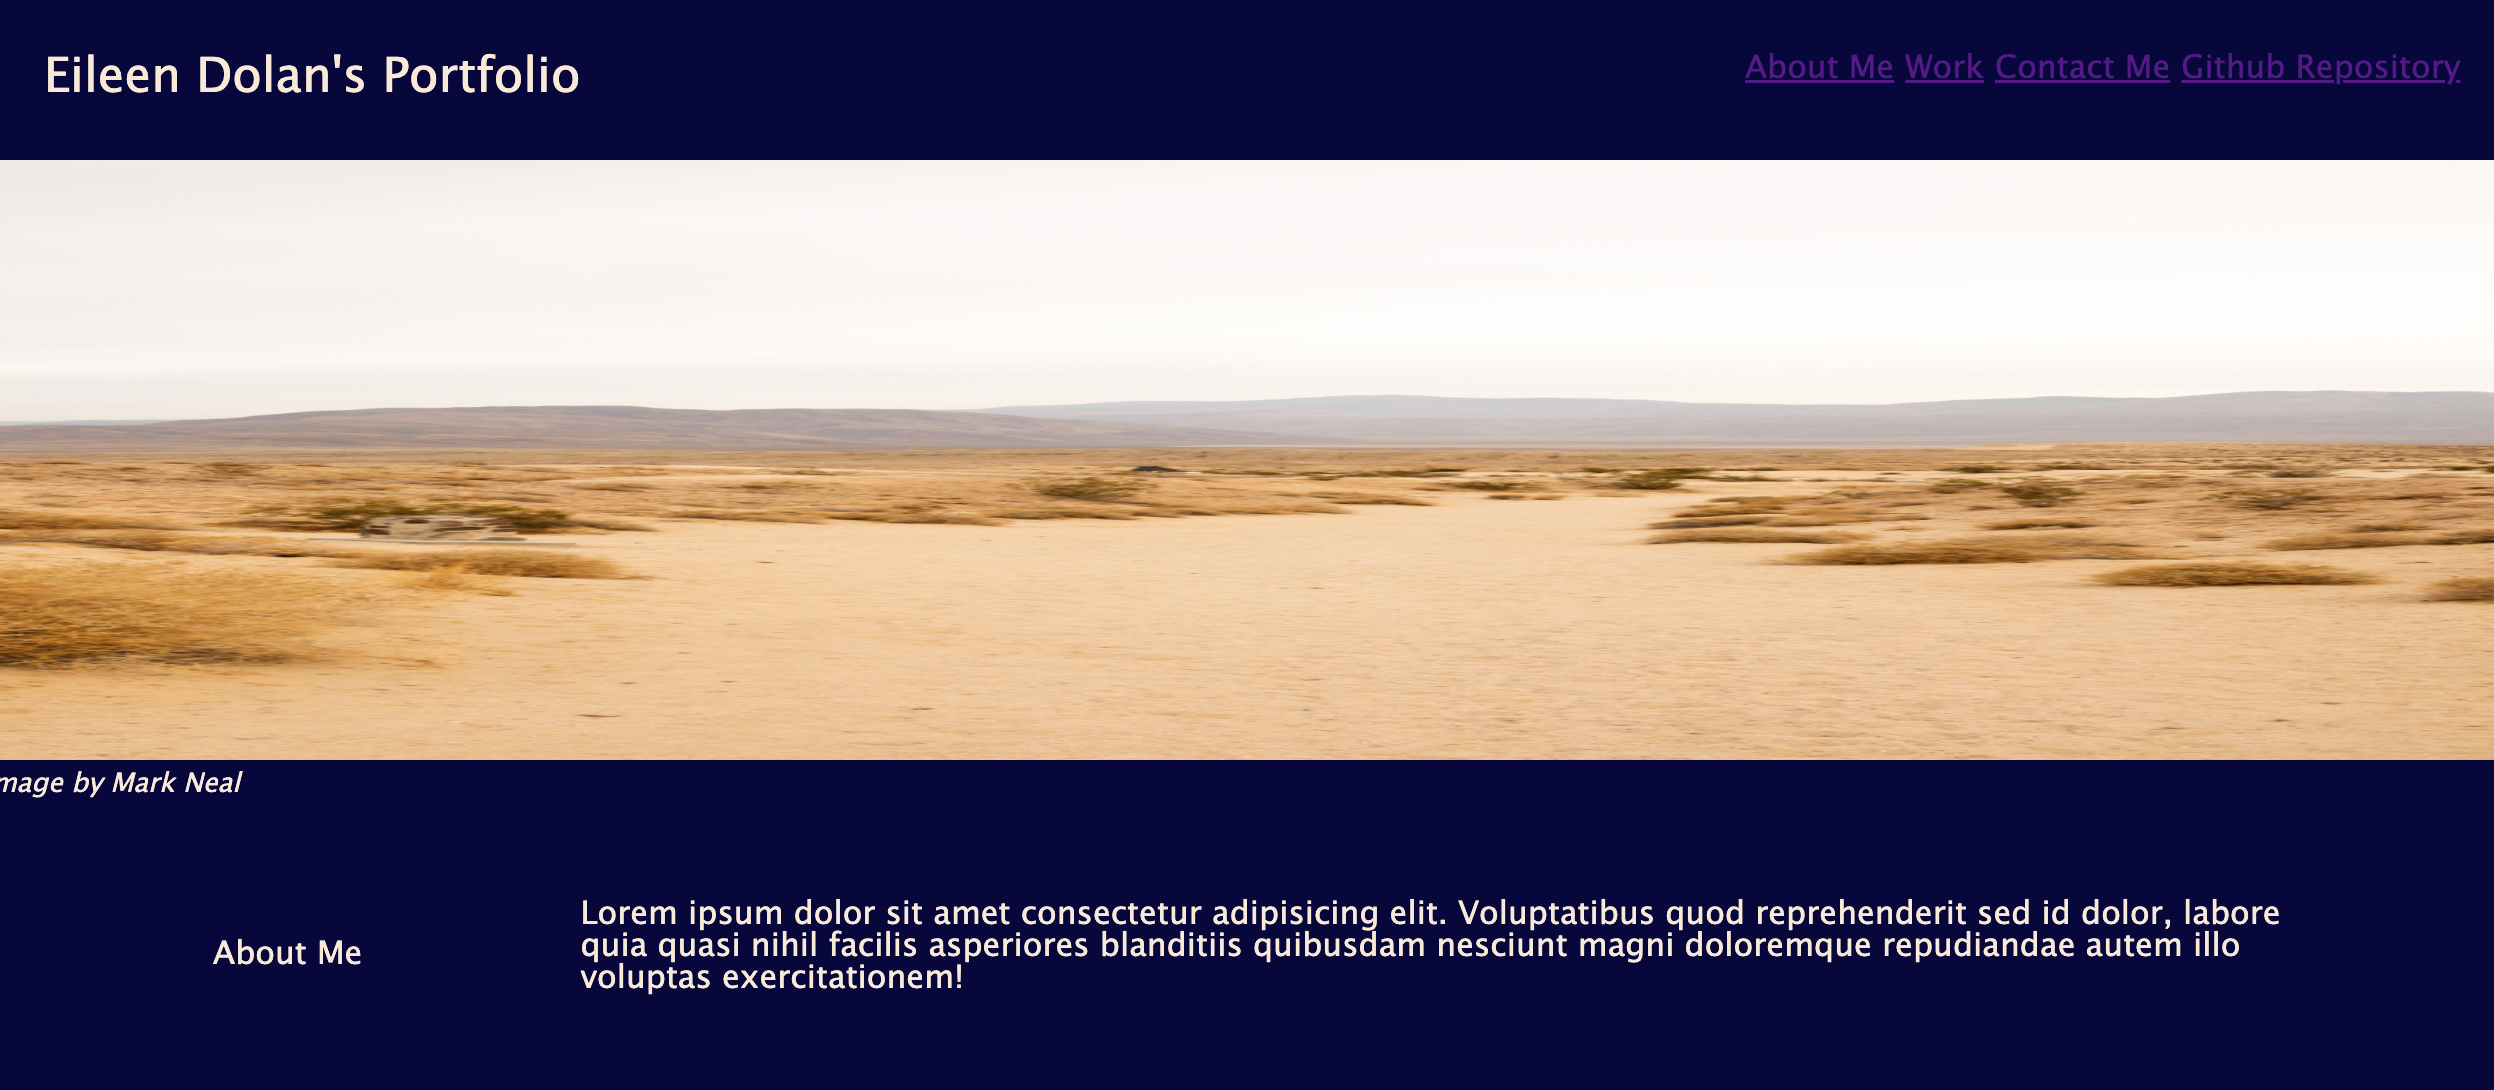 Eileen Dolan's Portfolio
About Me Work Contact Me Github Repository
mage by Mark Neal
About Me
Lorem ipsum dolor sit amet consectetur adipisicing elit. Voluptatibus quod reprehenderit sed id dolor, labore
quia quasi nihil facilis asperiores blanditiis quibusdam nesciunt magni doloremque repudiandae autem illo
voluptas exercitationem!